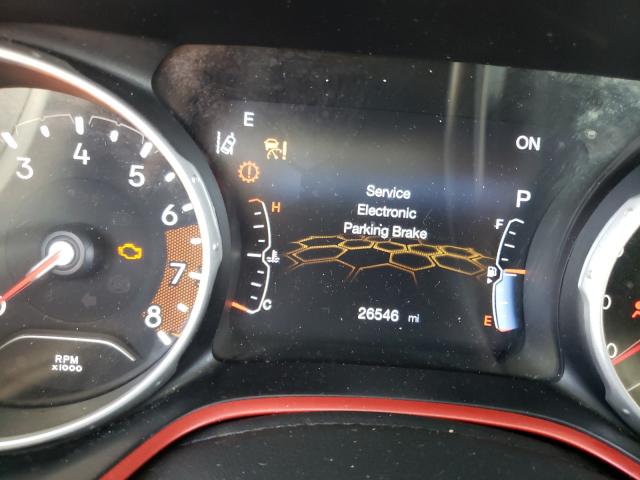 E
ON
3 4 5 6 7 8
Service
Electronic
Parking Brake
P
H
F
C
E
26546 mi
RPM
x1000